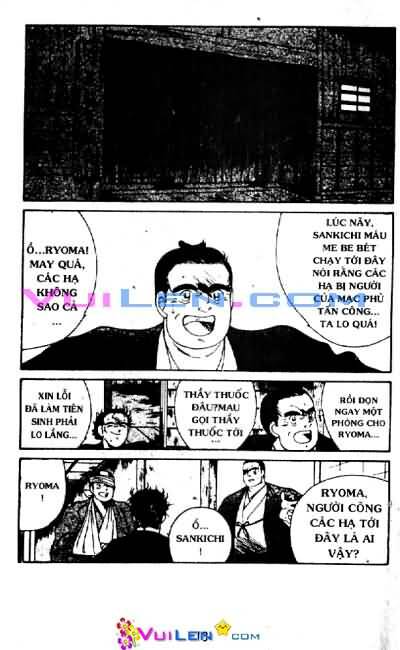 LÚC NÃY,
SANKICHI MÁU
ME BE BÉT
CHẠY TỚI ĐÂY
NÓI RẰNG CÁC
HẠ BỊ NGƯỜI
CỦA MẠC PHỦ
TẤN CÔNG...
TA LO QUÁ!
Ồ...RYOMA!
MAY QUÁ,
CÁC HẠ
KHÔNG
SAO CẢ
...
VUILEN.COM
RỒI DỌN
NGAY MỘT
PHÒNG CHO
RYOMA...
THẦY THUỐC
ĐÂU?MAU
GỌI THẦY
THUỐC TỚI
...
XIN LỖI
ĐÃ LÀM TIÊN
SINH PHẢI
LO LẮNG...
RYOMA,
NGƯỜI CÕNG
CÁC HẠ TỚI
ĐÂY LÀ AI
VẬY?
Ồ...
SANKICHI
!
RYOMA
!
VUILEN.COM